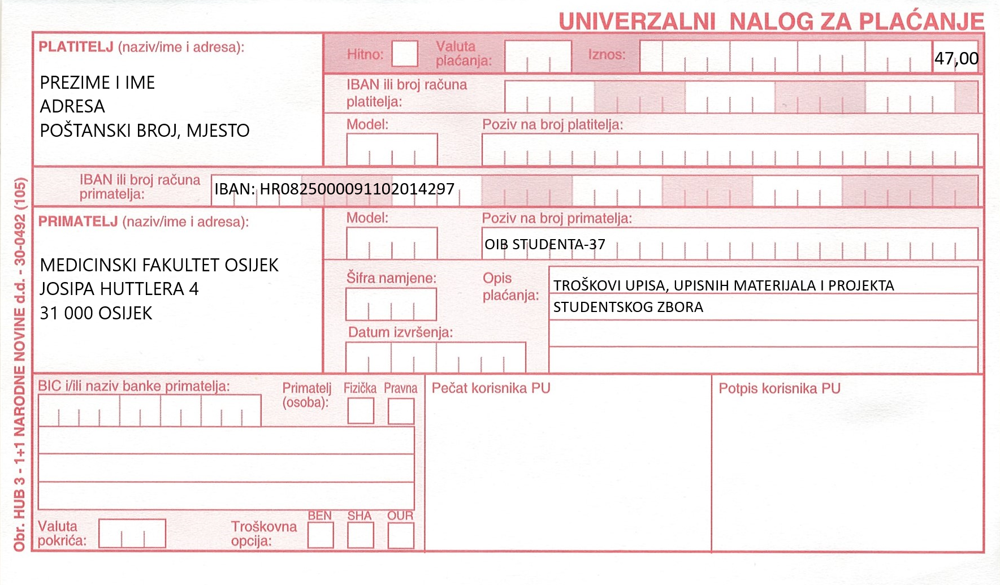 UNIVERZALNI NALOG ZA PLAĆANJE
PLATITELJ (naziv/ime i adresa):
PREZIME I IME
ADRESA
POŠTANSKI BROJ, MJESTO
Hitno:
Valuta
plaćanja:
Iznos:
47,00
IBAN ili broj računa
platitelja:
Model:
Poziv na broj platitelja:
IBAN ili broj računa
primatelja:
IBAN: HR0825000091102014297
PRIMATELJ (naziv/ime i adresa):
MEDICINSKI FAKULTET OSIJEK
JOSIPA HUTTLERA 4
31 000 OSIJEK
Model:
Poziv na broj primatelja:
OIB STUDENTA-37
Šifra namjene:
Opis
plaćanja:
TROŠKOVI UPISA, UPISNIH MATERIJALA I PROJEKTA
STUDENTSKOG ZBORA
Datum izvršenja:
BIC i/ili naziv banke primatelja:
Primatelj
(osoba):
Fizička
Pravna
Pečat korisnika PU
Potpis korisnika PU
Valuta
pokrića:
Troškovna
opcija:
BEN
SHA
OUR
Obr. HUB 3 - 1+1 NARODNE NOVINE d.d. - 30-0492 (105)